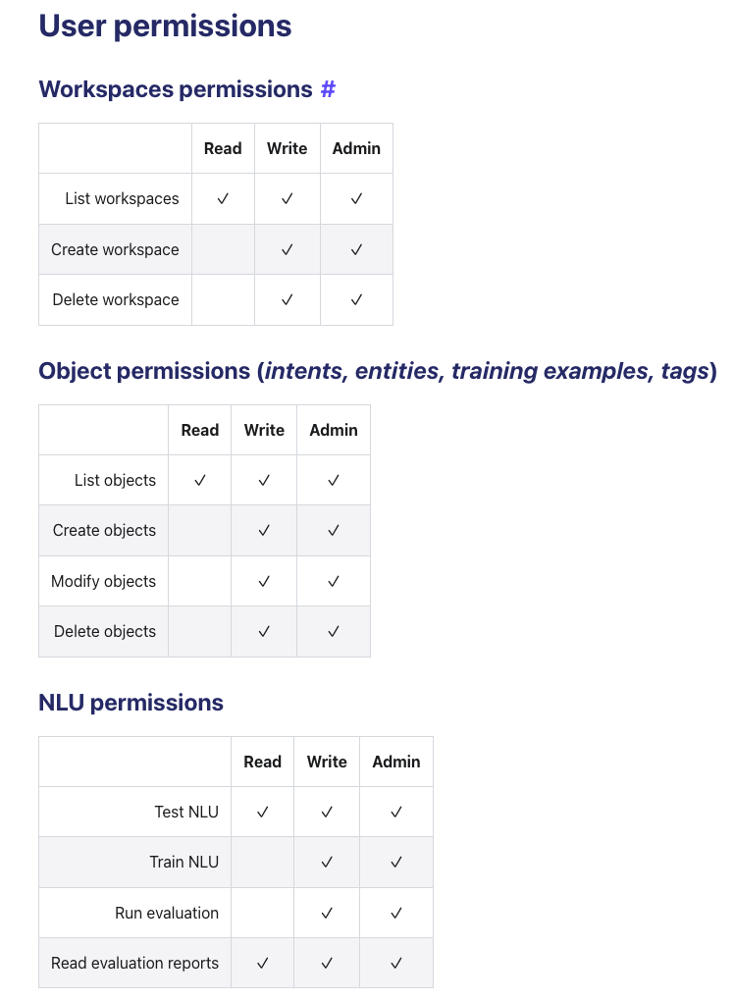 User permissions
Workspaces permissions #
Read Write Admin
List workspaces ✓ ✓ ✓
Create workspace ✓ ✓
Delete workspace ✓ ✓
Object permissions (intents, entities, training examples, tags)
Read Write Admin
List objects ✓ ✓ ✓
Create objects ✓ ✓
Modify objects ✓ ✓
Delete objects ✓ ✓
NLU permissions
Read Write Admin
Test NLU ✓ ✓ ✓
Train NLU ✓ ✓
Run evaluation ✓ ✓
Read evaluation reports ✓ ✓ ✓